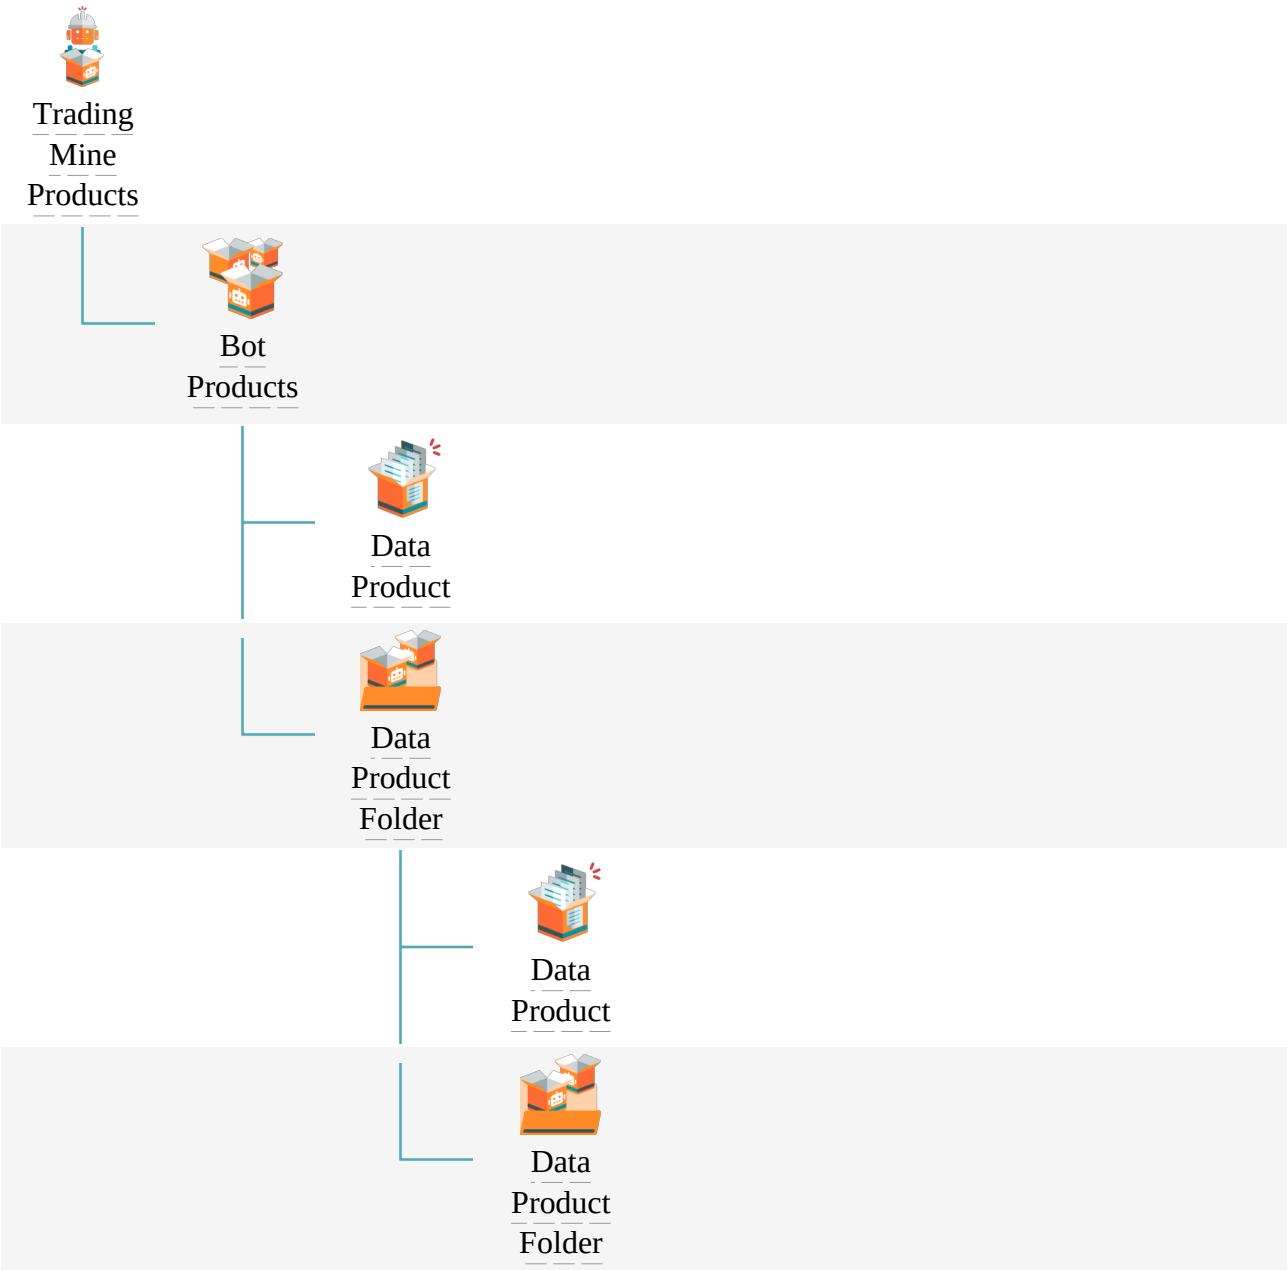 Trading
Mine
Products
Bot
Products
Data
Product
Data
Product
Folder
Data
Product
Data
Product
Folder